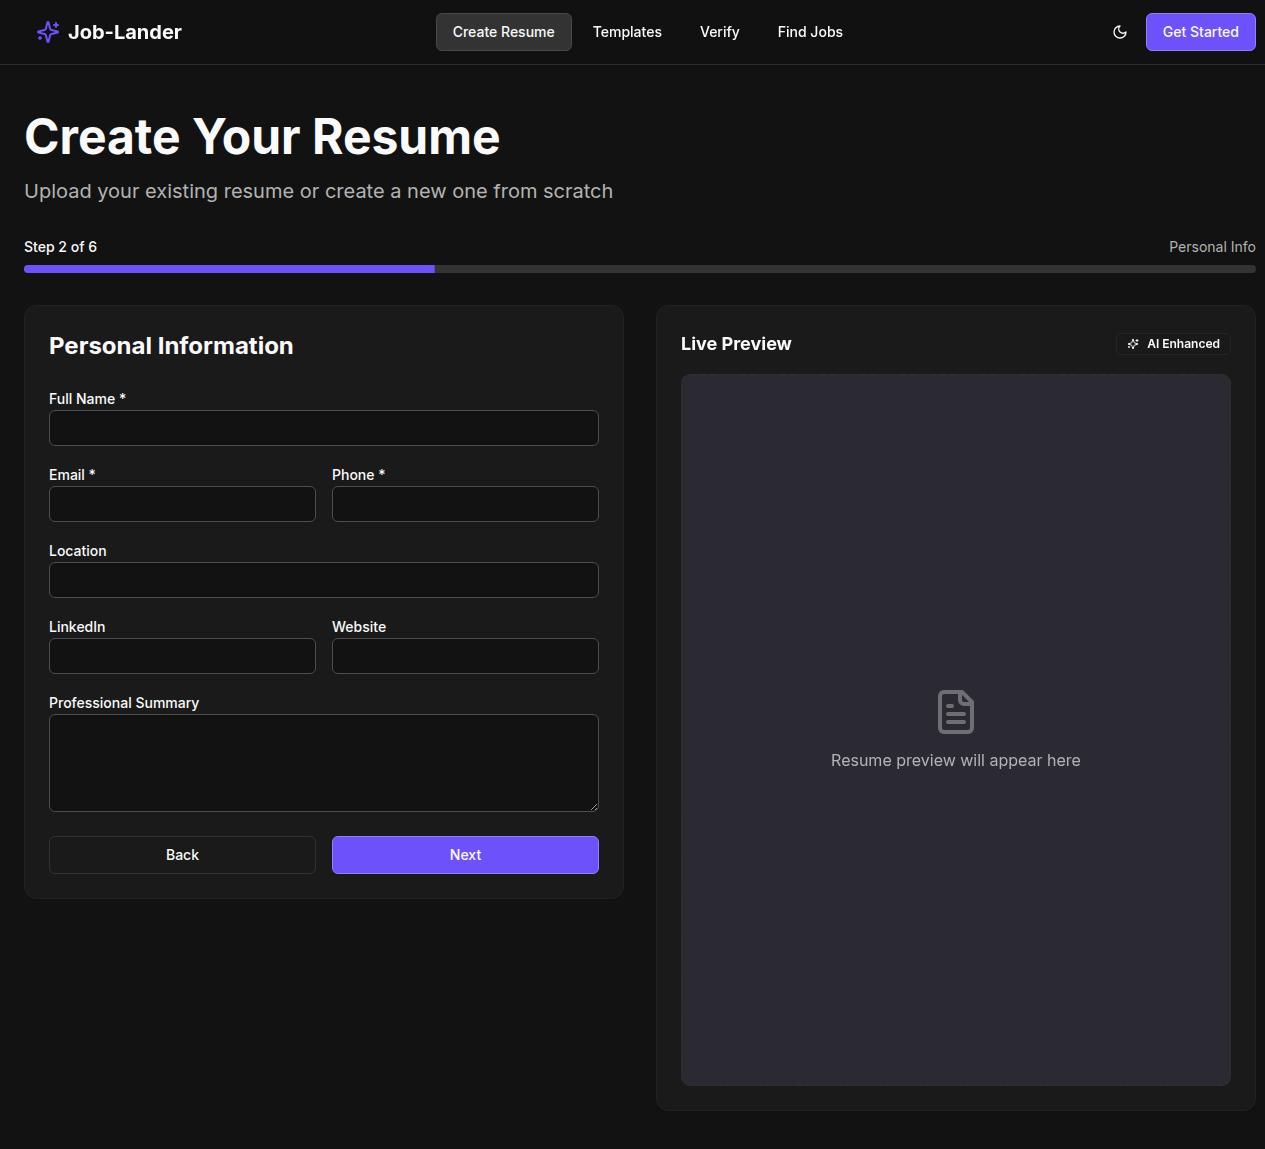 Job-Lander
Create Resume
Templates
Verify
Find Jobs
Get Started
Create Your Resume
Upload your existing resume or create a new one from scratch
Step 2 of 6
Personal Info
Personal Information
Full Name *
Email *
Phone *
Location
LinkedIn
Website
Professional Summary
Back
Next
Live Preview
AI Enhanced
Resume preview will appear here